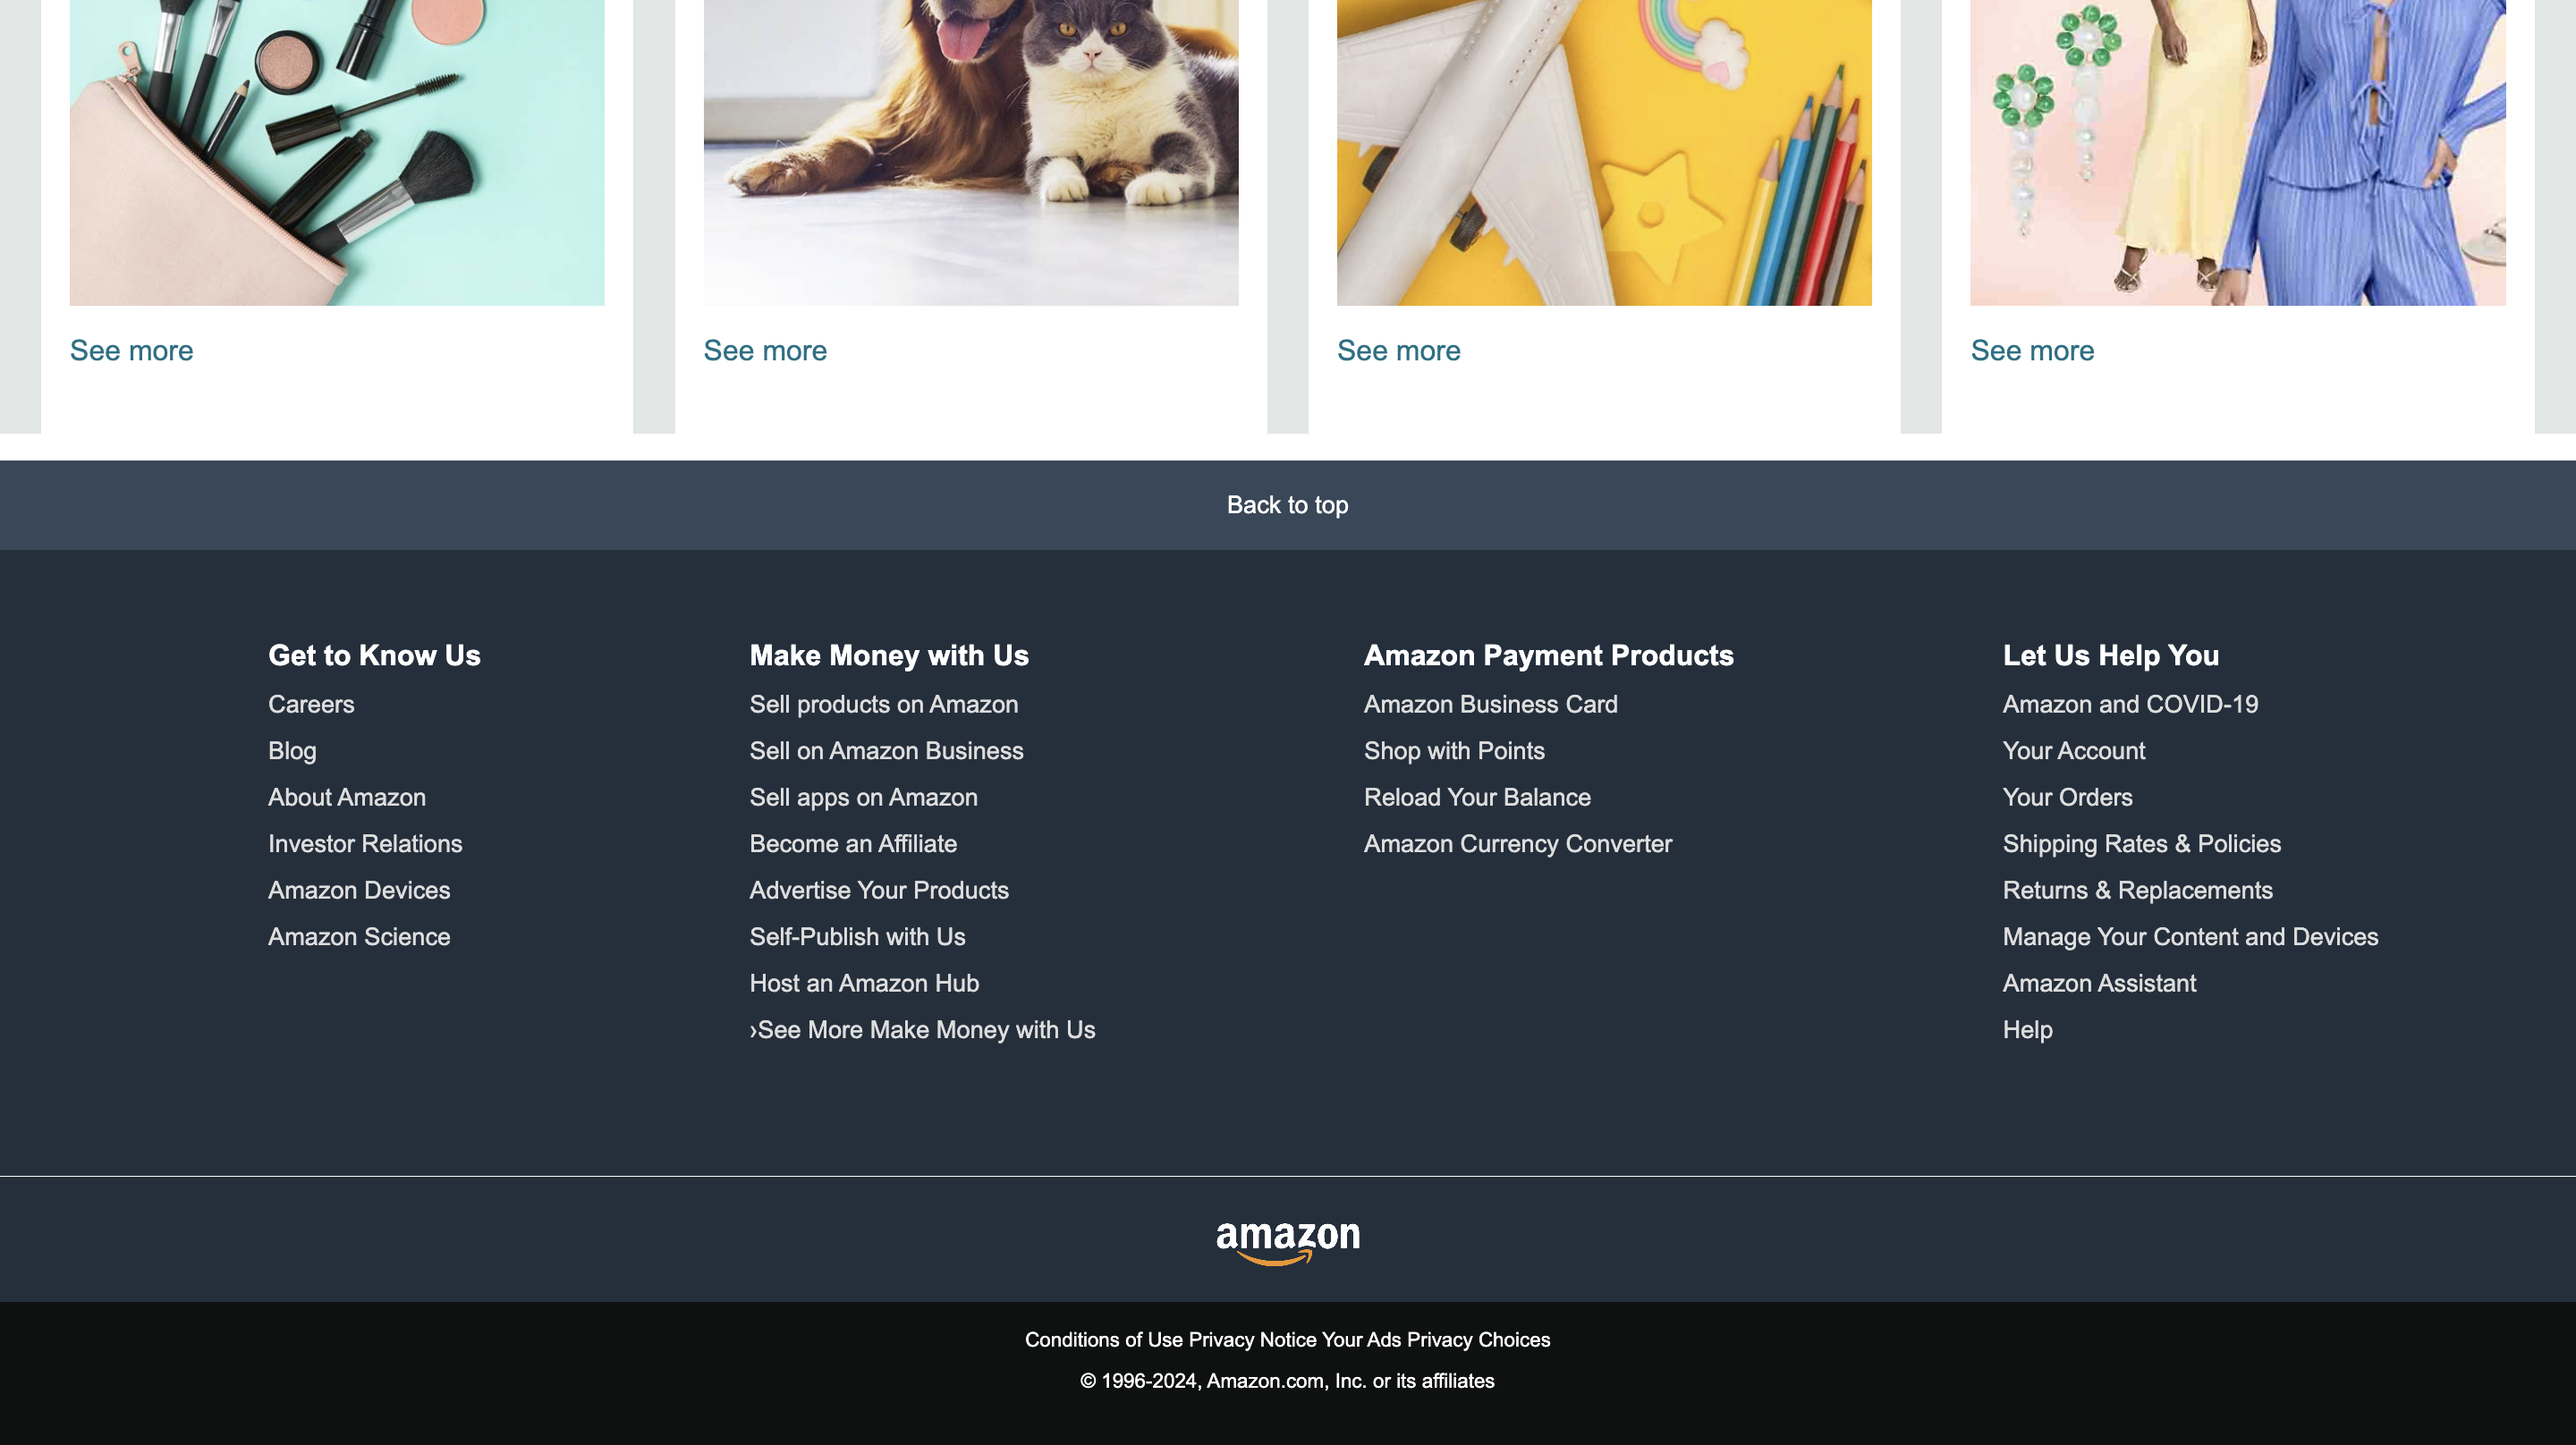 See more
See more
See more
See more
Back to top
Get to Know Us
Careers
Blog
About Amazon
Investor Relations
Amazon Devices
Amazon Science
Make Money with Us
Sell products on Amazon
Sell on Amazon Business
Sell apps on Amazon
Become an Affiliate
Advertise Your Products
Self-Publish with Us
Host an Amazon Hub
›See More Make Money with Us
Amazon Payment Products
Amazon Business Card
Shop with Points
Reload Your Balance
Amazon Currency Converter
Let Us Help You
Amazon and COVID-19
Your Account
Your Orders
Shipping Rates & Policies
Returns & Replacements
Manage Your Content and Devices
Amazon Assistant
Help
amazon
Conditions of Use Privacy Notice Your Ads Privacy Choices
© 1996-2024, Amazon.com, Inc. or its affiliates